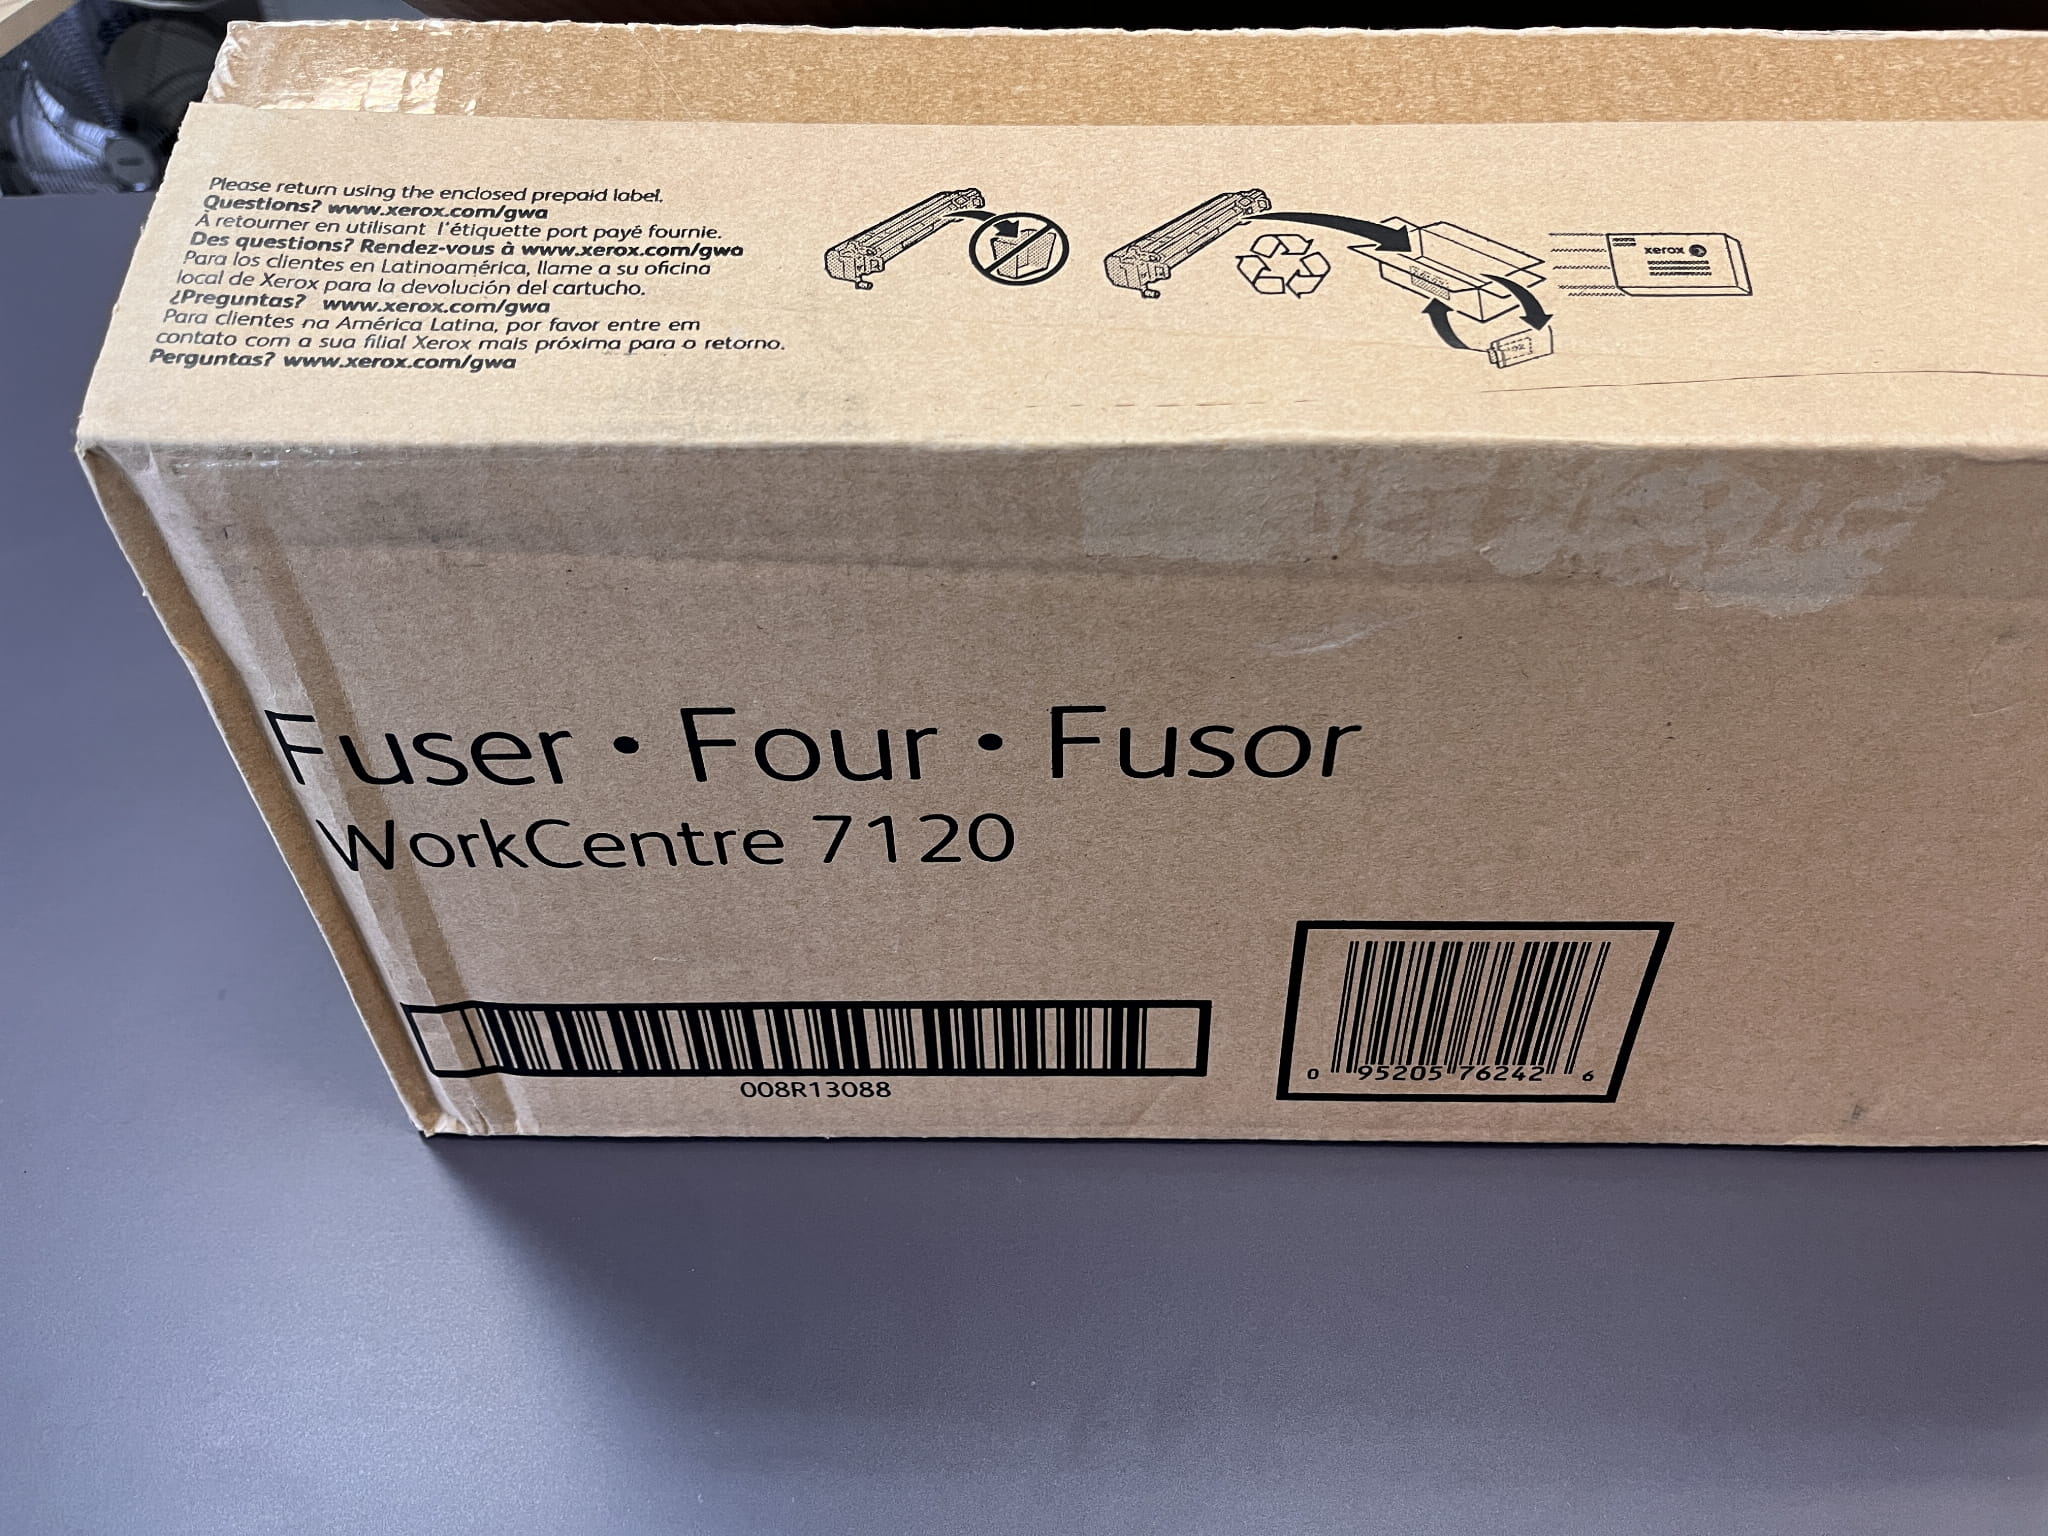 Please return using the enclosed prepaid label.
Questions? www.xerox.com/gwa
À retourner en utilisant l'étiquette port payé fournie.
Des questions? Rendez-vous à www.xerox.com/gwa
Para los clientes en Latinoamérica, llame a su oficina
local de Xerox para la devolución del cartucho.
¿Preguntas? www.xerox.com/gwa
Para clientes na América Latina, por favor entre em
contato com a sua filial Xerox mais próxima para o retorno.
Perguntas? www.xerox.com/gwa
xerox
Fuser • Four • Fusor
WorkCentre 7120
008R13088
0 95205 76242 6